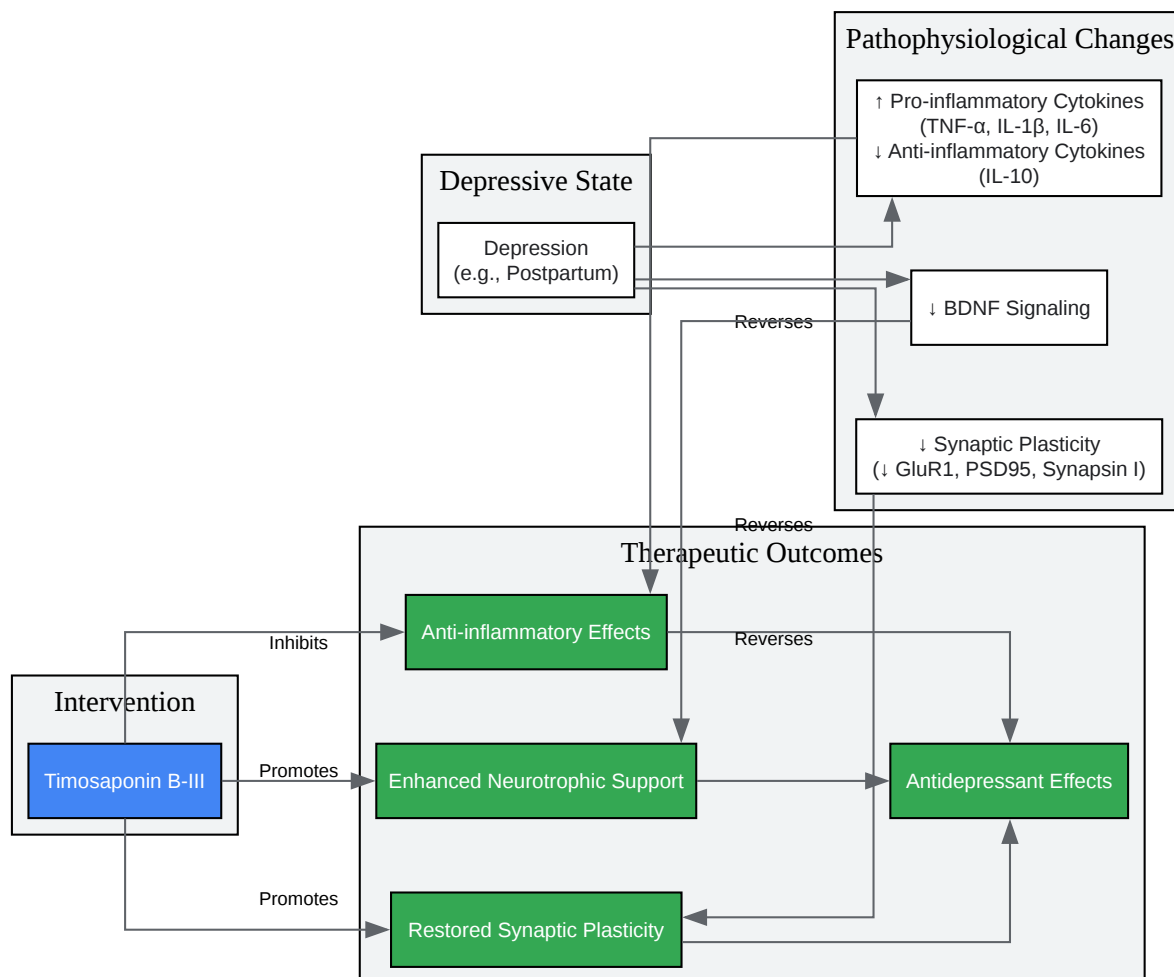 Pathophysiological Changes
↑ Pro-inflammatory Cytokines
(TNF-α, IL-1β, IL-6)
↓ Anti-inflammatory Cytokines
(IL-10)
Depressive State
Depression
(e.g., Postpartum)
↓ BDNF Signaling
Reverses
↓ Synaptic Plasticity
(↓ GluR1, PSD95, Synapsin I)
Reverses
Therapeutic Outcomes
Anti-inflammatory Effects
Reverses
Inhibits
Intervention
Timosaponin B-III
Promotes
Enhanced Neurotrophic Support
Antidepressant Effects
Promotes
Restored Synaptic Plasticity